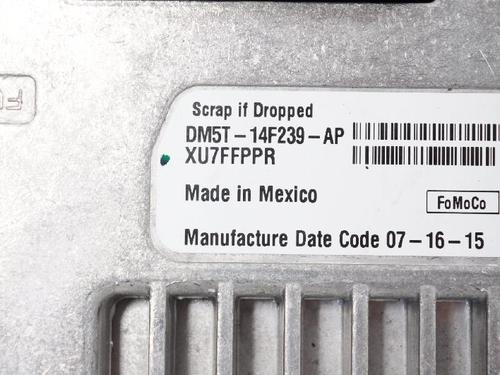 Scrap if Dropped
DM5T-14F239-AP
XU7FFPPR
Made in Mexico
FoMoCo
Manufacture Date Code 07-16-15